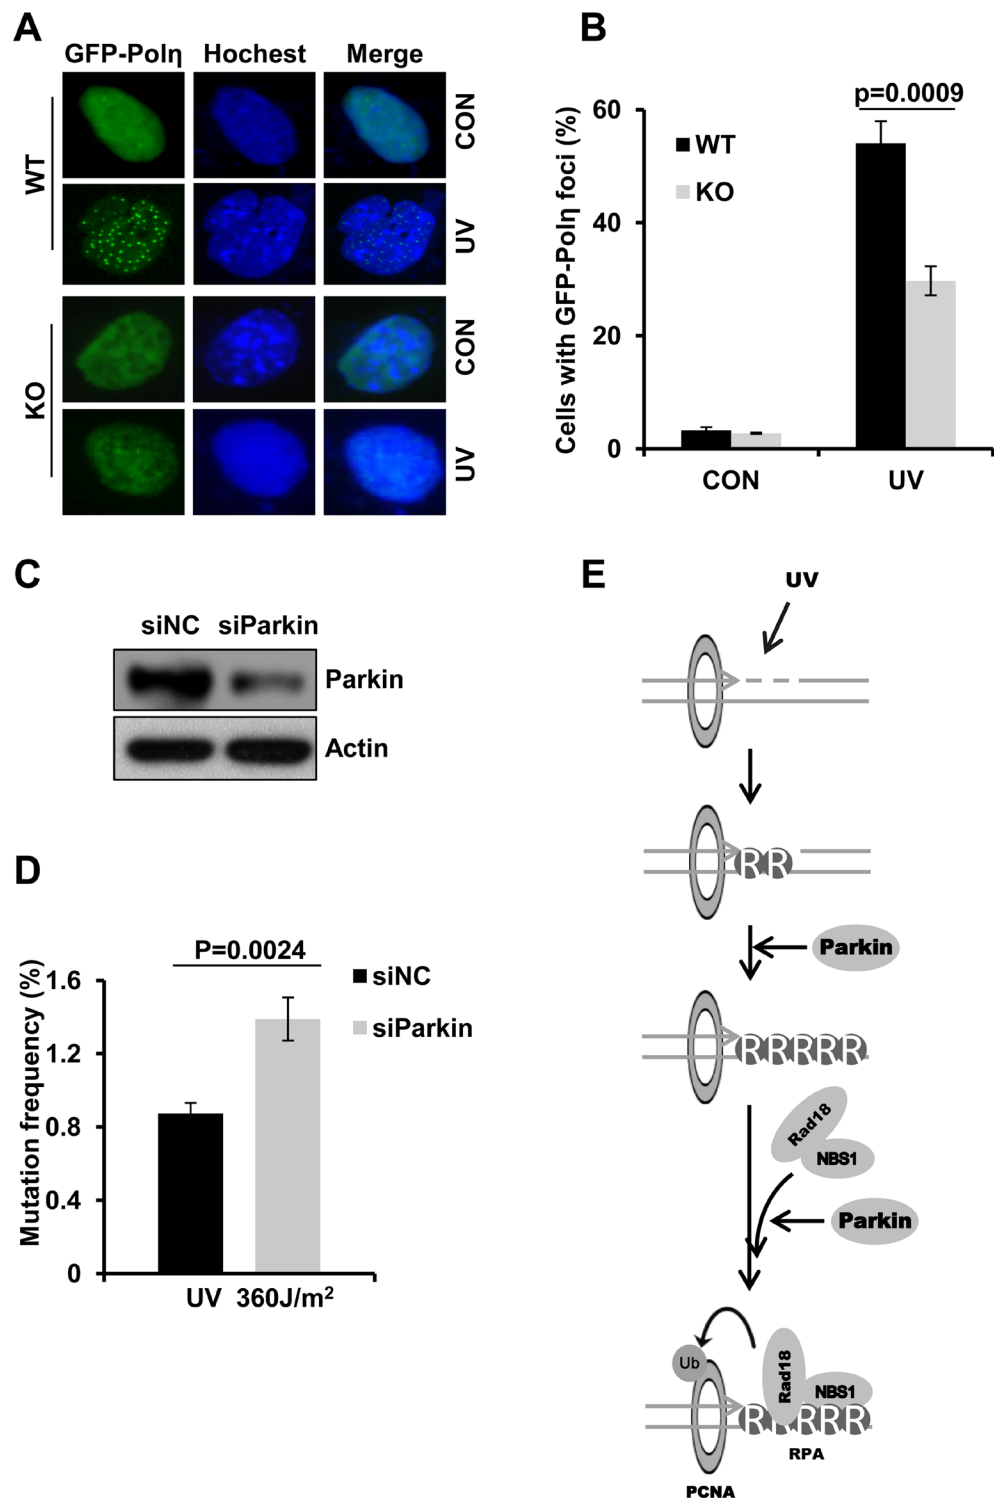 A
GFP-Polη Hochest Merge
WT
CON
UV
KO
CON
UV
B
Cells with GFP-Polη foci (%)
60
40
20
0
p=0.0009
WT
KO
CON UV
C
siNC siParkin
Parkin
Actin
D
Mutation frequency (%)
1.6
1.2
0.8
0.4
0
P=0.0024
siNC
siParkin
UV 360J/m²
E
UV
RR
Parkin
RRRRR
Rad18
NBS1
Parkin
Ub
Rad18
NBS1
RRRRR
RPA
PCNA